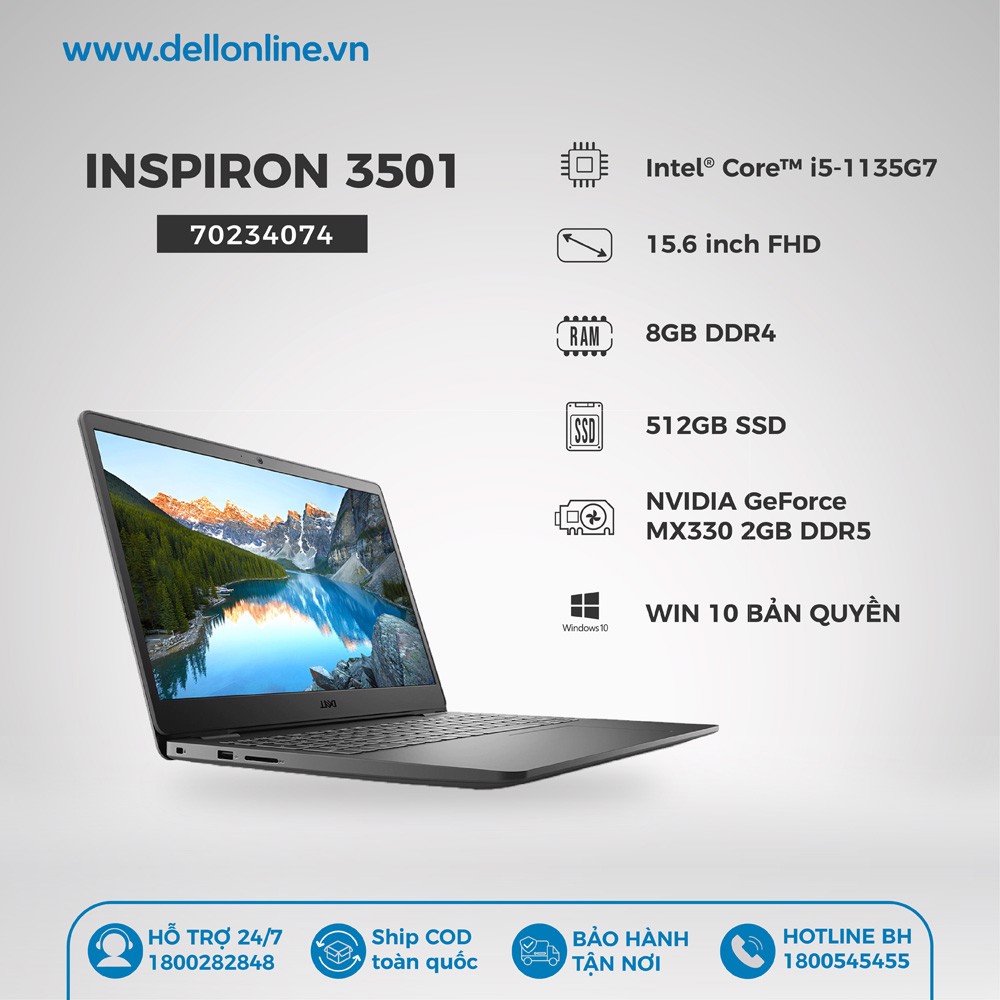 www.dellonline.vn
INSPIRON 3501
70234074
Intel® Core™ i5-1135G7
15.6 inch FHD
RAM
8GB DDR4
SSD
512GB SSD
NVIDIA GeForce
MX330 2GB DDR5
Windows10
WIN 10 BẢN QUYỀN
DELL
HỖ TRỢ 24/7
1800282848
Ship COD
toàn quốc
BẢO HÀNH
TẬN NƠI
HOTLINE BH
1800545455